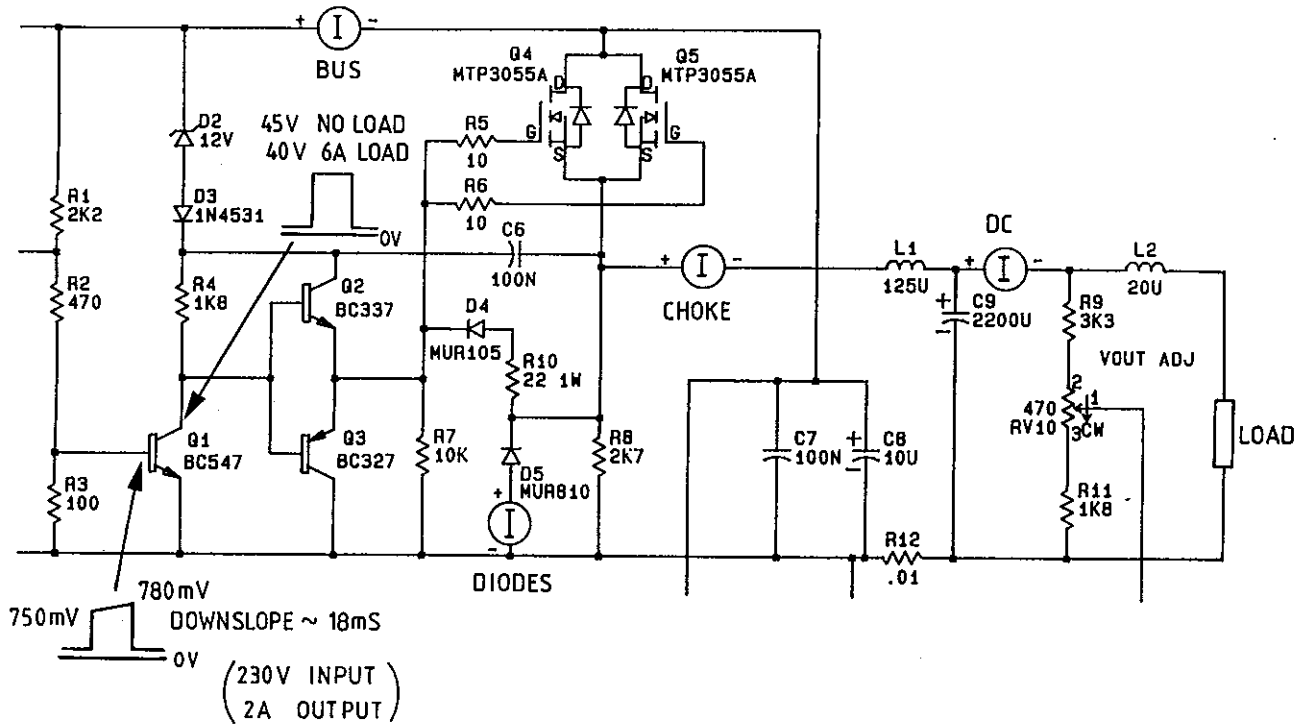 + I -
BUS
Q4
MTP3055A
Q5
MTP3055A
D
D
G
G
S
S
D2
12V
45V NO LOAD
40V 6A LOAD
0V
R5
10
R6
10
R1
2K2
D3
1N4531
C6
100N
R2
470
R4
1K8
Q2
BC337
D4
MUR105
R10
22 1W
+ I -
CHOKE
L1
125U
DC
+ I -
L2
20U
+
C9
2200U
-
R9
3K3
VOUT ADJ
2
1
470
RV10
3
CW
LOAD
Q1
BC547
Q3
BC327
R7
10K
R8
2K7
D5
MUR810
+ I -
DIODES
C7
100N
+
C8
10U
-
R11
1K8
R3
100
R12
.01
750mV
780mV
DOWNSLOPE ~ 18mS
0V
(230V INPUT
2A OUTPUT)